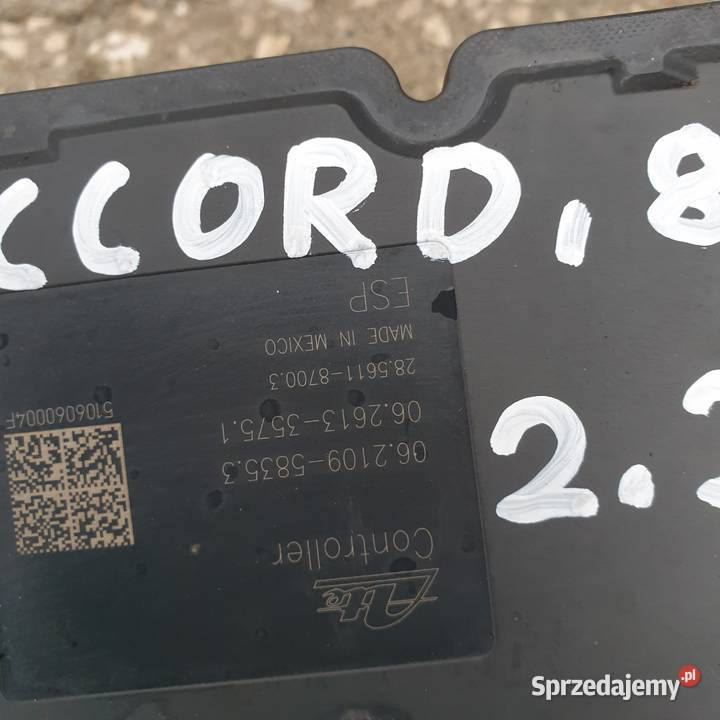 CCORD, 8
2.2
Ate
Controller
06.2109-5835.3
06.2613-3575.1
28.5611-8700.3
MADE IN MEXICO
ESP
5106060004F
Sprzedajemy.pl